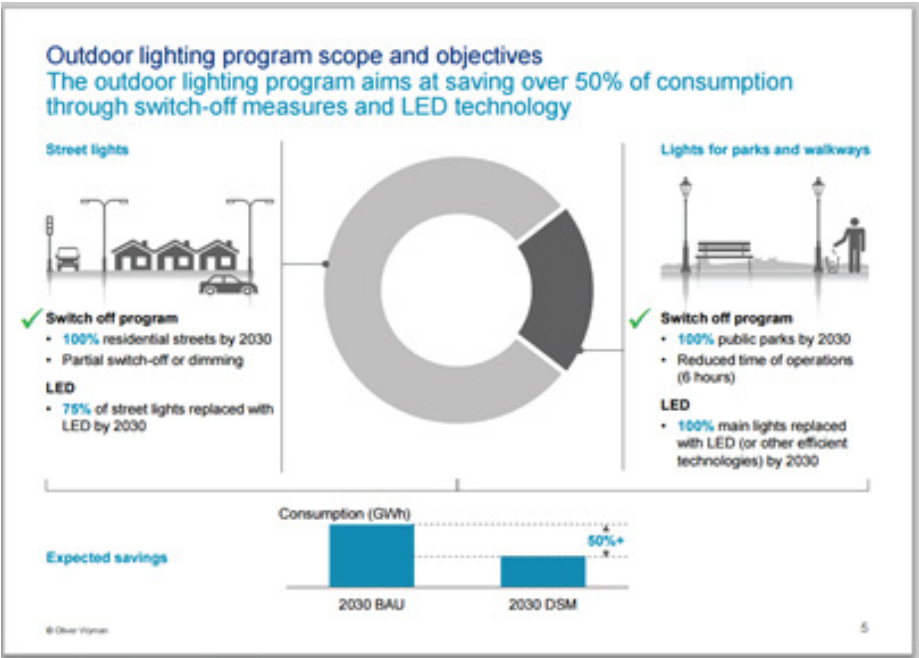 Outdoor lighting program scope and objectives
The outdoor lighting program aims at saving over 50% of consumption
through switch-off measures and LED technology
Street lights
Switch off program
• 100% residential streets by 2030
• Partial switch-off or dimming
LED
• 75% of street lights replaced with
LED by 2030
Lights for parks and walkways
Switch off program
• 100% public parks by 2030
• Reduced time of operations
(6 hours)
LED
• 100% main lights replaced
with LED (or other efficient
technologies) by 2030
Expected savings
Consumption (GWh)
50%+
2030 BAU
2030 DSM
© Oliver Wyman
5